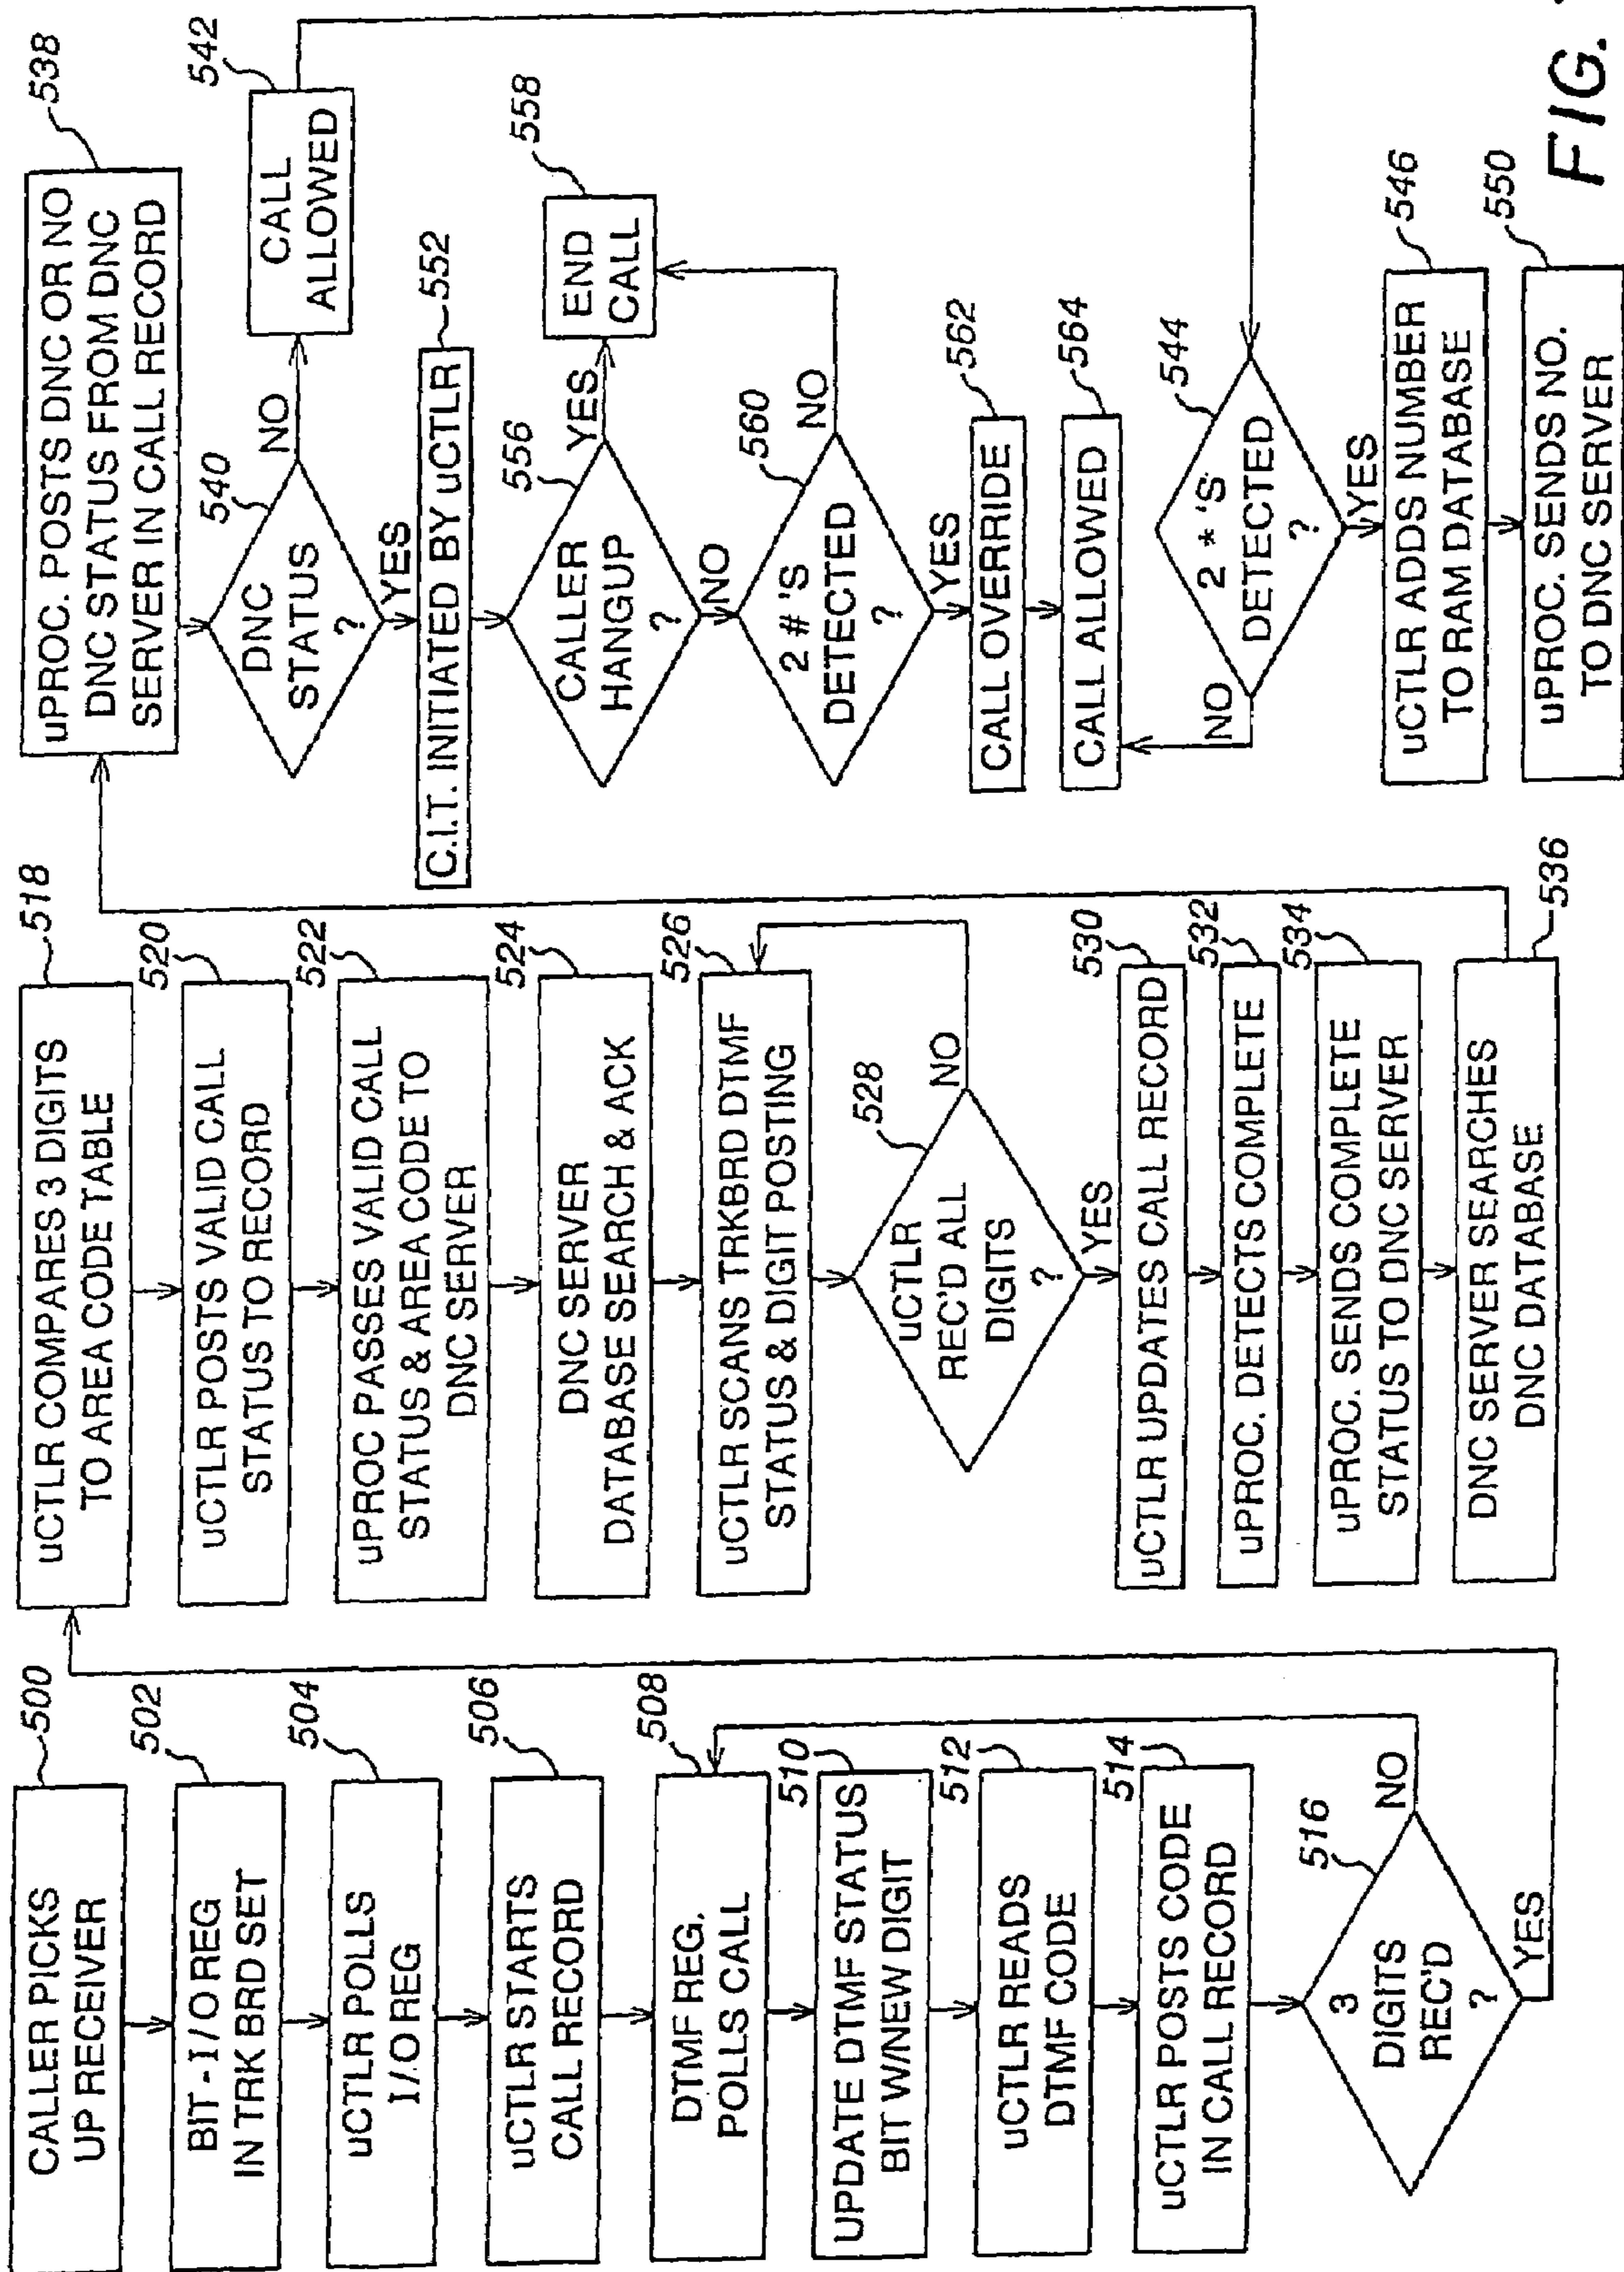 CALLER PICKS
UP RECEIVER
500
BIT - I/O REG
IN TRK BRD SET
502
uCTLR POLLS
I/O REG
504
uCTLR STARTS
CALL RECORD
506
DTMF REG.
POLLS CALL
508
UPDATE DTMF STATUS
BIT W/NEW DIGIT
510
uCTLR READS
DTMF CODE
512
uCTLR POSTS CODE
IN CALL RECORD
514
3
DIGITS
REC'D
?
516
NO
YES
uCTLR COMPARES 3 DIGITS
TO AREA CODE TABLE
518
uCTLR POSTS VALID CALL
STATUS TO RECORD
520
uPROC PASSES VALID CALL
STATUS & AREA CODE TO
DNC SERVER
522
DNC SERVER
DATABASE SEARCH & ACK
524
uCTLR SCANS TRKBRD DTMF
STATUS & DIGIT POSTING
526
uCTLR
REC'D ALL
DIGITS
?
528
NO
YES
uCTLR UPDATES CALL RECORD
530
uPROC. DETECTS COMPLETE
532
uPROC. SENDS COMPLETE
STATUS TO DNC SERVER
534
DNC SERVER SEARCHES
DNC DATABASE
536
uPROC. POSTS DNC OR NO
DNC STATUS FROM DNC
SERVER IN CALL RECORD
538
DNC
STATUS
?
540
NO
YES
CALL
ALLOWED
542
C.I.T. INITIATED BY uCTLR
552
CALLER
HANGUP
?
556
YES
NO
END
CALL
558
2 # 'S
DETECTED
?
560
NO
YES
CALL OVERRIDE
562
CALL ALLOWED
564
2 * 'S
DETECTED
?
544
NO
YES
uCTLR ADDS NUMBER
TO RAM DATABASE
546
uPROC. SENDS NO.
TO DNC SERVER
550
FIG.